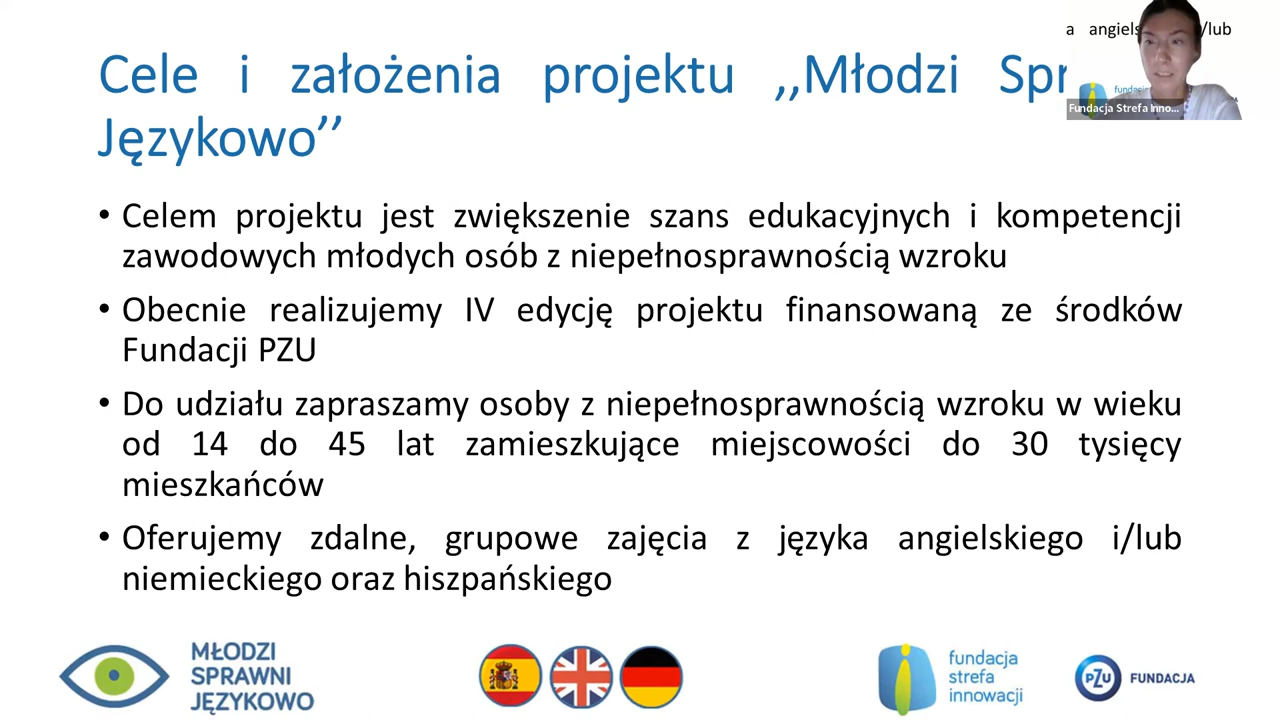 a angiels /lub
Cele i założenia projektu ,,Młodzi Spr
Językowo’’
fundacja
Fundacja Strefa Inno...
• Celem projektu jest zwiększenie szans edukacyjnych i kompetencji
zawodowych młodych osób z niepełnosprawnością wzroku
• Obecnie realizujemy IV edycję projektu finansowaną ze środków
Fundacji PZU
• Do udziału zapraszamy osoby z niepełnosprawnością wzroku w wieku
od 14 do 45 lat zamieszkujące miejscowości do 30 tysięcy
mieszkańców
• Oferujemy zdalne, grupowe zajęcia z języka angielskiego i/lub
niemieckiego oraz hiszpańskiego
MŁODZI
SPRAWNI
JĘZYKOWO
fundacja
strefa
innowacji
PZU
FUNDACJA